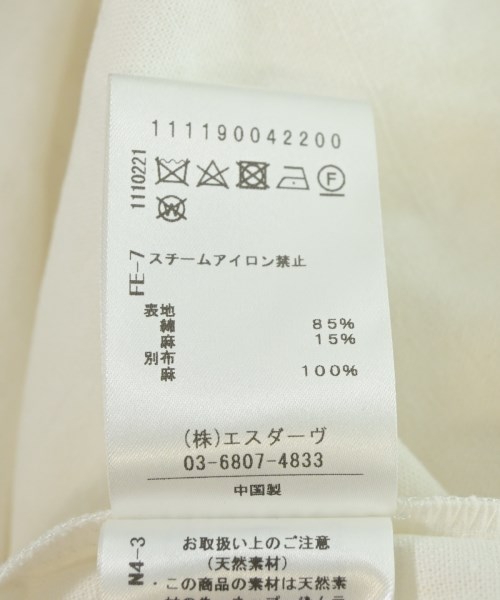 111190042200
1110221
F
W
FE-7
スチームアイロン禁止
表地
綿 85%
麻 15%
別布
麻 100%
(株)エスダーヴ
03-6807-4833
中国製
N4-3
お取扱い上のご注意
(天然素材)
・この商品の素材は天然素